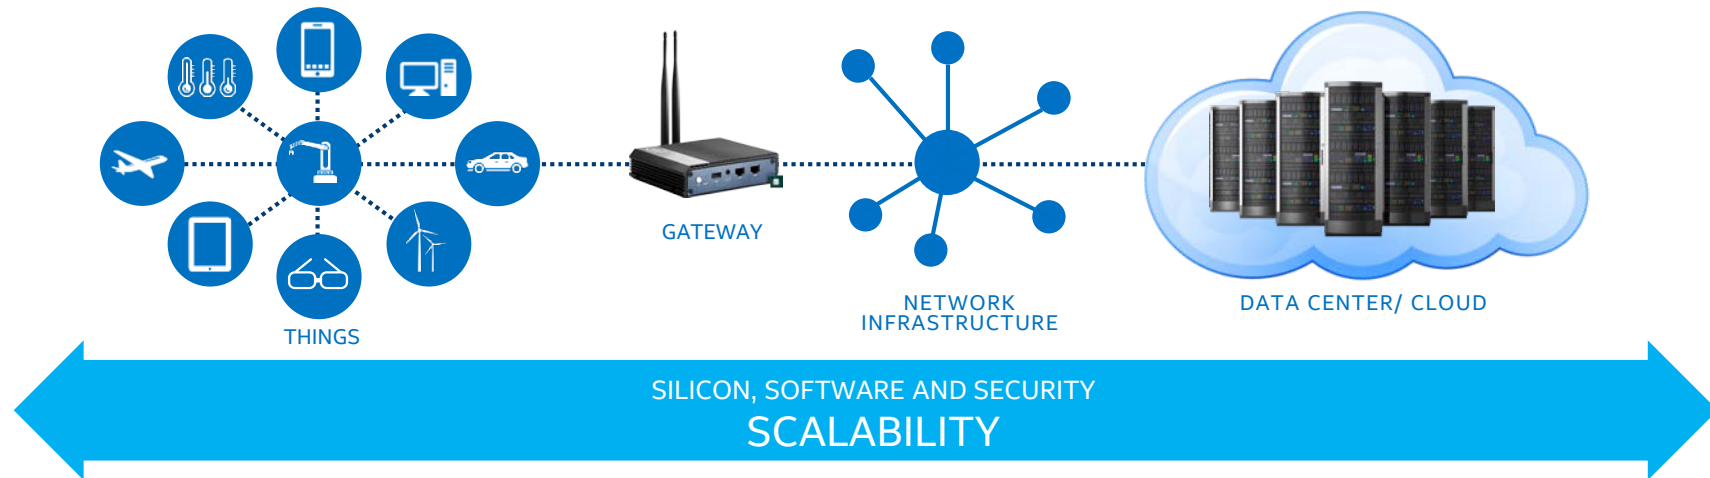 GATEWAY
NETWORK
INFRASTRUCTURE
DATA CENTER/ CLOUD
THINGS
SILICON, SOFTWARE AND SECURITY
SCALABILITY